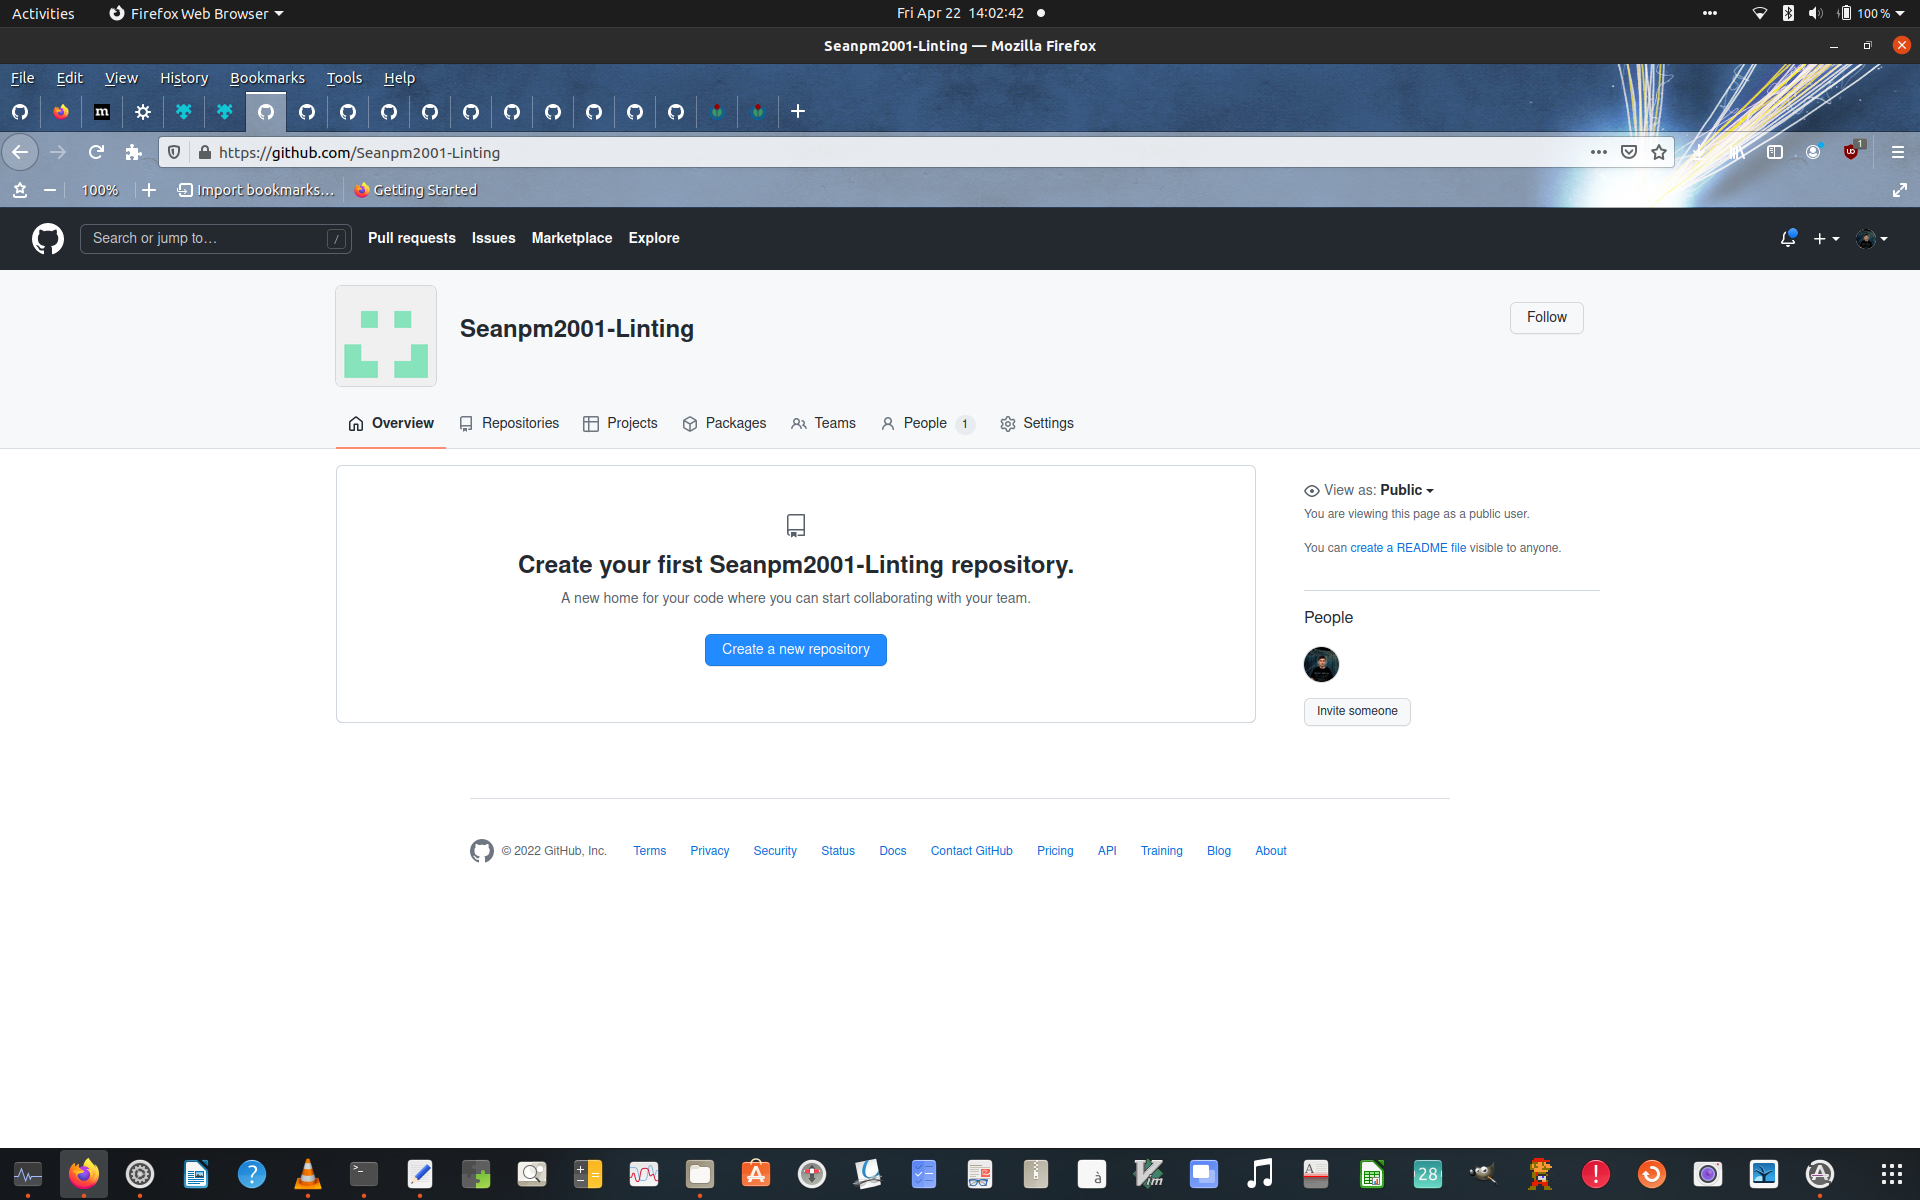 Activities Firefox Web Browser Fri Apr 22 14:02:42 100 %
Seanpm2001-Linting — Mozilla Firefox
File Edit View History Bookmarks Tools Help
m
https://github.com/Seanpm2001-Linting 1
100% Import bookmarks... Getting Started
Search or jump to... / Pull requests Issues Marketplace Explore
Seanpm2001-Linting
Follow
Overview Repositories Projects Packages Teams People 1 Settings
Create your first Seanpm2001-Linting repository.
A new home for your code where you can start collaborating with your team.
Create a new repository
View as: Public
You are viewing this page as a public user.
You can create a README file visible to anyone.
People
Invite someone
© 2022 GitHub, Inc. Terms Privacy Security Status Docs Contact GitHub Pricing API Training Blog About
? >_ à Vim A 28 !